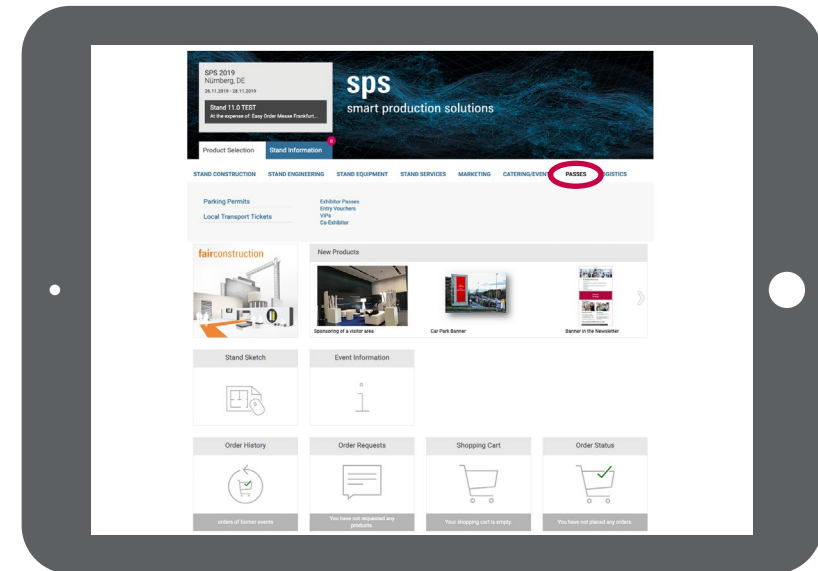 SPS 2019
Nürnberg, DE
26.11.2019 - 28.11.2019
Stand 11.0 TEST
At the expense of: Easy Order Messe Frankfurt...
sps
smart production solutions
Product Selection
Stand Information
0
STAND CONSTRUCTION STAND ENGINEERING STAND EQUIPMENT STAND SERVICES MARKETING CATERING/EVENT PASSES LOGISTICS
Parking Permits
Local Transport Tickets
Exhibitor Passes
Entry Vouchers
VIPs
Co-Exhibitor
fairconstruction
New Products
Sponsoring of a visitor area
Car Park Banner
Banner in the Newsletter
Stand Sketch
Event Information
Order History
Order Requests
Shopping Cart
Order Status
orders of former events
You have not requested any
products.
Your shopping cart is empty.
You have not placed any orders.